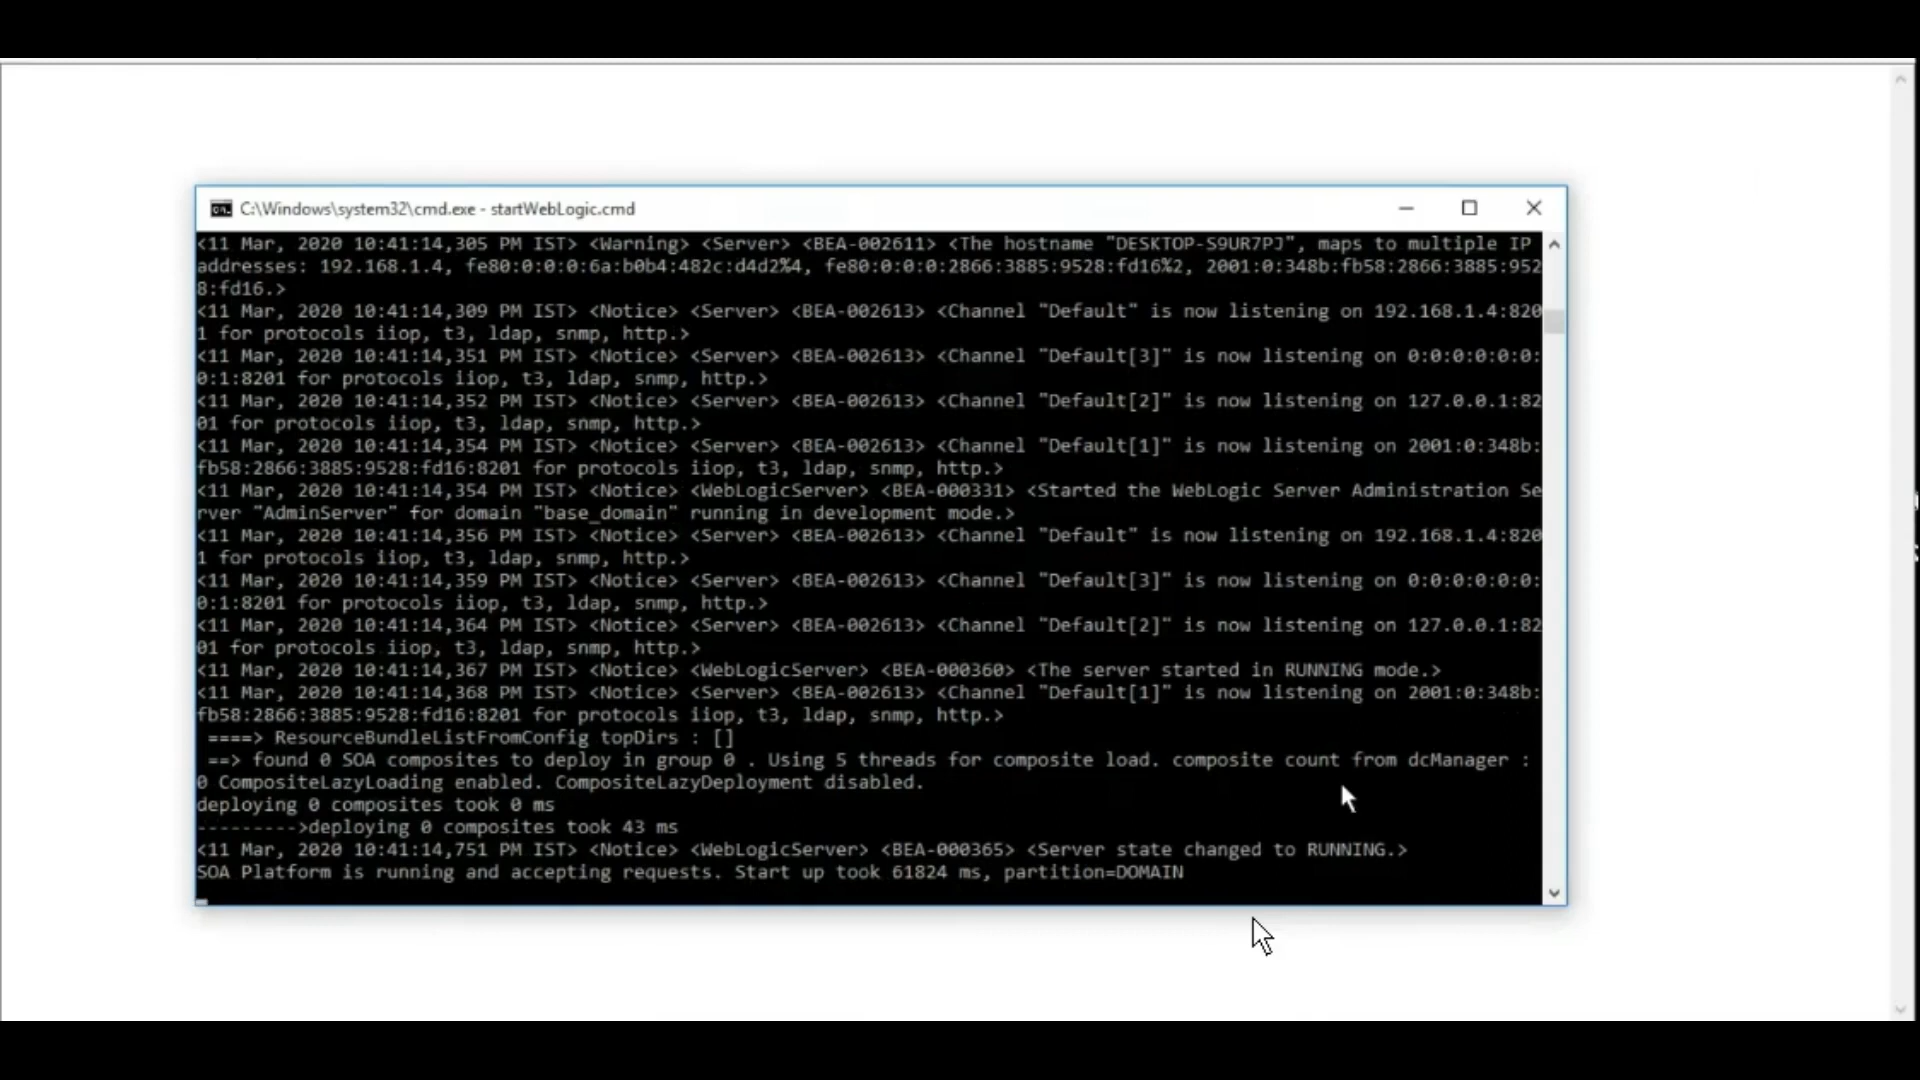 C:\Windows\system32\cmd.exe - startWebLogic.cmd
<11 Mar, 2020 10:41:14,305 PM IST> <Warning> <Server> <BEA-002611> <The hostname "DESKTOP-S9UR7PJ", maps to multiple IP
addresses: 192.168.1.4, fe80:0:0:0:6a:b0b4:482c:d4d2%4, fe80:0:0:0:2866:3885:9528:fd16%2, 2001:0:348b:fb58:2866:3885:952
8:fd16.>
<11 Mar, 2020 10:41:14,309 PM IST> <Notice> <Server> <BEA-002613> <Channel "Default" is now listening on 192.168.1.4:820
1 for protocols iiop, t3, ldap, snmp, http.>
<11 Mar, 2020 10:41:14,351 PM IST> <Notice> <Server> <BEA-002613> <Channel "Default[3]" is now listening on 0:0:0:0:0:0:
0:1:8201 for protocols iiop, t3, ldap, snmp, http.>
<11 Mar, 2020 10:41:14,352 PM IST> <Notice> <Server> <BEA-002613> <Channel "Default[2]" is now listening on 127.0.0.1:82
01 for protocols iiop, t3, ldap, snmp, http.>
<11 Mar, 2020 10:41:14,354 PM IST> <Notice> <Server> <BEA-002613> <Channel "Default[1]" is now listening on 2001:0:348b:
fb58:2866:3885:9528:fd16:8201 for protocols iiop, t3, ldap, snmp, http.>
<11 Mar, 2020 10:41:14,354 PM IST> <Notice> <WebLogicServer> <BEA-000331> <Started the WebLogic Server Administration Se
rver "AdminServer" for domain "base_domain" running in development mode.>
<11 Mar, 2020 10:41:14,356 PM IST> <Notice> <Server> <BEA-002613> <Channel "Default" is now listening on 192.168.1.4:820
1 for protocols iiop, t3, ldap, snmp, http.>
<11 Mar, 2020 10:41:14,359 PM IST> <Notice> <Server> <BEA-002613> <Channel "Default[3]" is now listening on 0:0:0:0:0:0:
0:1:8201 for protocols iiop, t3, ldap, snmp, http.>
<11 Mar, 2020 10:41:14,364 PM IST> <Notice> <Server> <BEA-002613> <Channel "Default[2]" is now listening on 127.0.0.1:82
01 for protocols iiop, t3, ldap, snmp, http.>
<11 Mar, 2020 10:41:14,367 PM IST> <Notice> <WebLogicServer> <BEA-000360> <The server started in RUNNING mode.>
<11 Mar, 2020 10:41:14,368 PM IST> <Notice> <Server> <BEA-002613> <Channel "Default[1]" is now listening on 2001:0:348b:
fb58:2866:3885:9528:fd16:8201 for protocols iiop, t3, ldap, snmp, http.>
====> ResourceBundleListFromConfig topDirs : []
==> found 0 SOA composites to deploy in group 0 . Using 5 threads for composite load. composite count from dcManager :
0 CompositeLazyLoading enabled. CompositeLazyDeployment disabled.
deploying 0 composites took 0 ms
--------->deploying 0 composites took 43 ms
<11 Mar, 2020 10:41:14,751 PM IST> <Notice> <WebLogicServer> <BEA-000365> <Server state changed to RUNNING.>
SOA Platform is running and accepting requests. Start up took 61824 ms, partition=DOMAIN